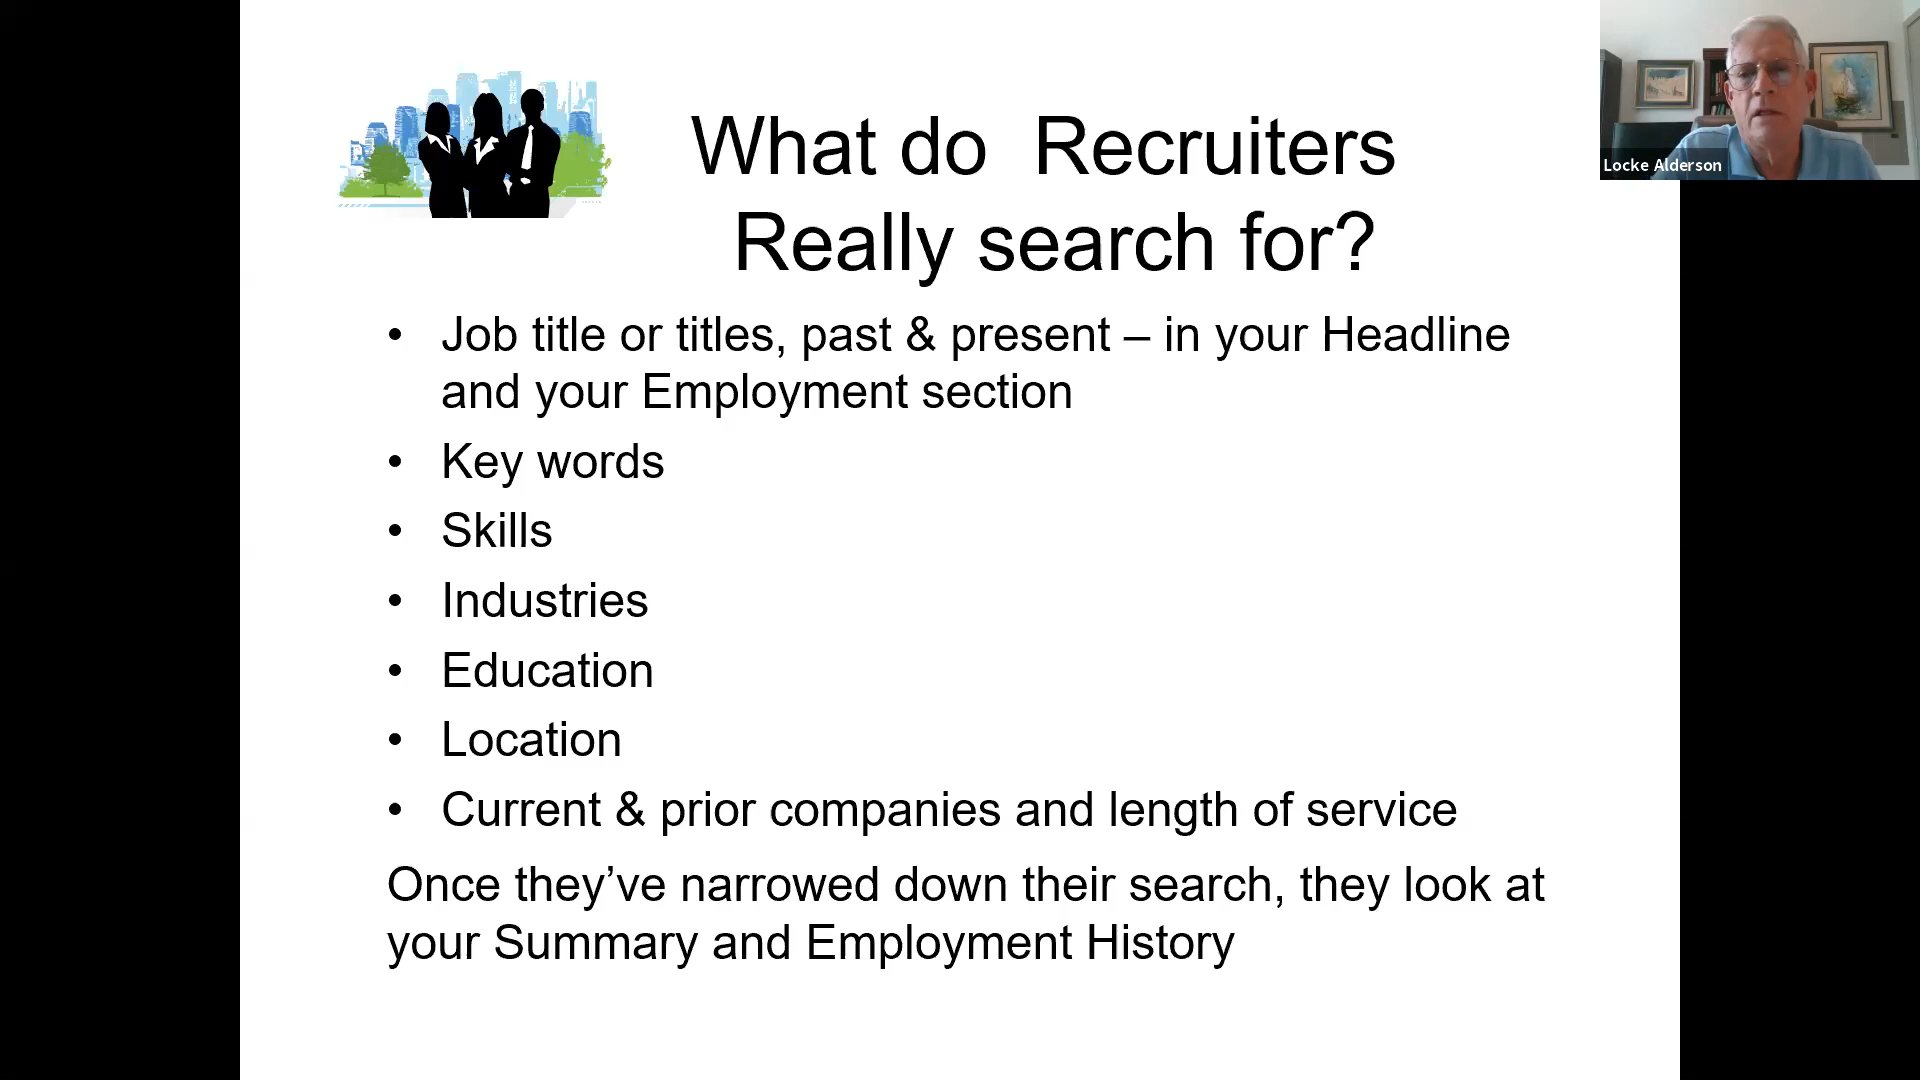 What do  Recruiters
Really search for?
Locke Alderson
• Job title or titles, past & present – in your Headline
and your Employment section
• Key words
• Skills
• Industries
• Education
• Location
• Current & prior companies and length of service
Once they’ve narrowed down their search, they look at
your Summary and Employment History